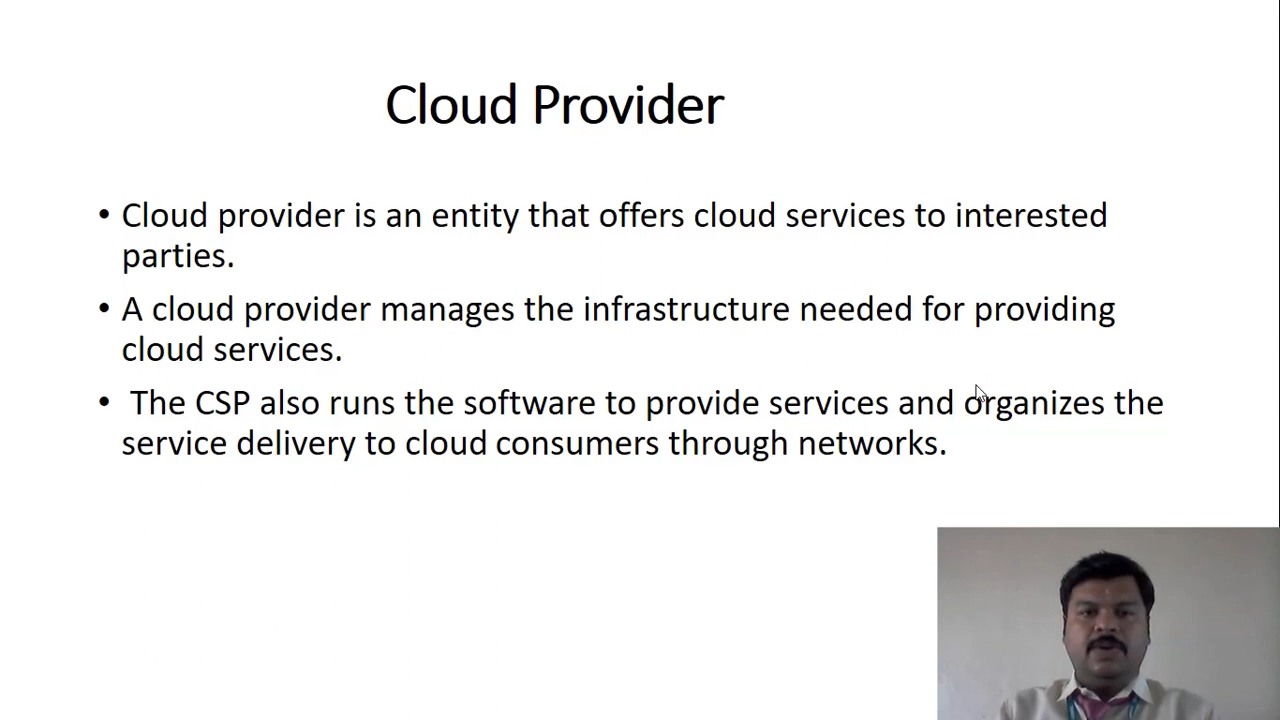 Cloud Provider
• Cloud provider is an entity that offers cloud services to interested
parties.
• A cloud provider manages the infrastructure needed for providing
cloud services.
• The CSP also runs the software to provide services and organizes the
service delivery to cloud consumers through networks.